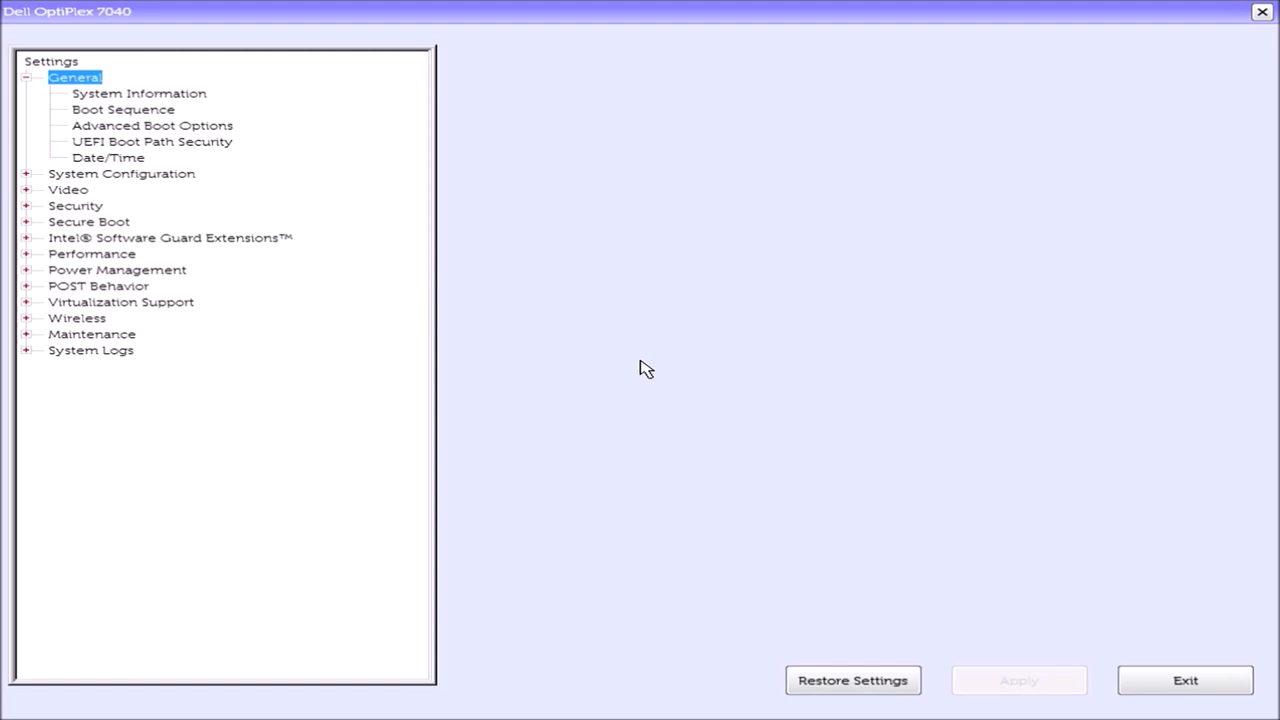 Dell OptiPlex 7040
Settings
General
System Information
Boot Sequence
Advanced Boot Options
UEFI Boot Path Security
Date/Time
System Configuration
Video
Security
Secure Boot
Intel® Software Guard Extensions™
Performance
Power Management
POST Behavior
Virtualization Support
Wireless
Maintenance
System Logs
Restore Settings
Apply
Exit